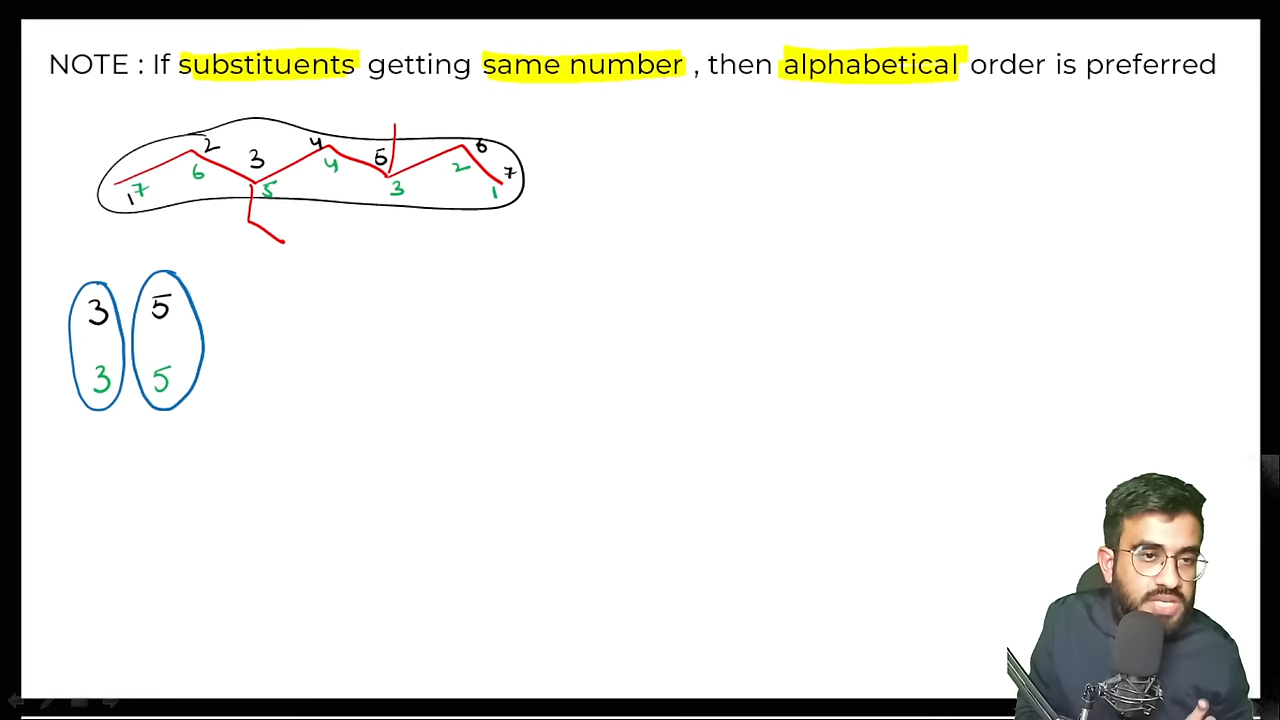 NOTE : If substituents getting same number , then alphabetical order is preferred
1 2 3 4 5 6 7
7 6 5 4 3 2 1
3 5
3 5